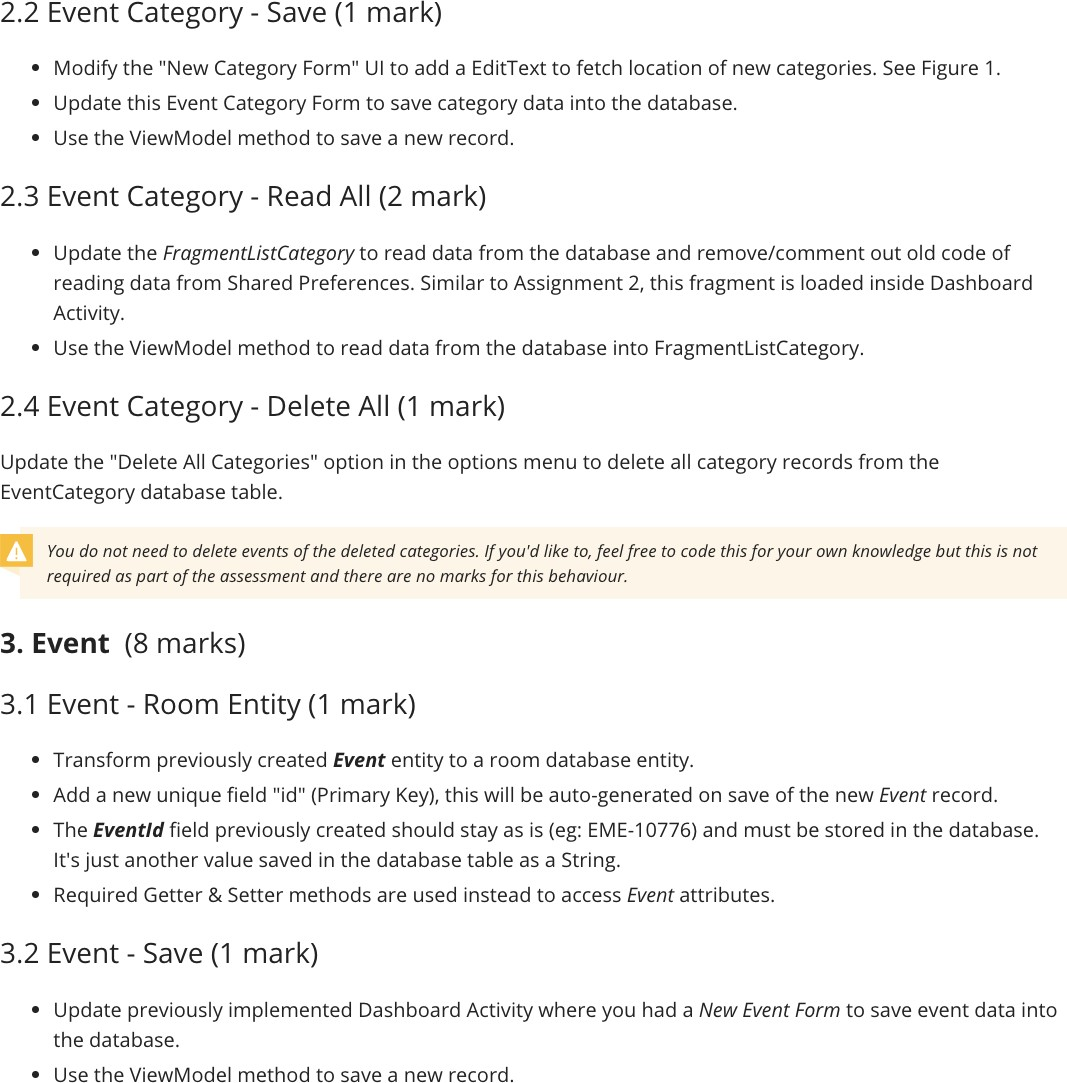 2.2 Event Category - Save (1 mark)
• Modify the "New Category Form" UI to add a EditText to fetch location of new categories. See Figure 1.
• Update this Event Category Form to save category data into the database.
• Use the ViewModel method to save a new record.
2.3 Event Category - Read All (2 mark)
• Update the FragmentListCategory to read data from the database and remove/comment out old code of
reading data from Shared Preferences. Similar to Assignment 2, this fragment is loaded inside Dashboard
Activity.
• Use the ViewModel method to read data from the database into FragmentListCategory.
2.4 Event Category - Delete All (1 mark)
Update the "Delete All Categories" option in the options menu to delete all category records from the
EventCategory database table.
You do not need to delete events of the deleted categories. If you'd like to, feel free to code this for your own knowledge but this is not
required as part of the assessment and there are no marks for this behaviour.
3. Event (8 marks)
3.1 Event - Room Entity (1 mark)
• Transform previously created Event entity to a room database entity.
• Add a new unique field "id" (Primary Key), this will be auto-generated on save of the new Event record.
• The EventId field previously created should stay as is (eg: EME-10776) and must be stored in the database.
It's just another value saved in the database table as a String.
• Required Getter & Setter methods are used instead to access Event attributes.
3.2 Event - Save (1 mark)
• Update previously implemented Dashboard Activity where you had a New Event Form to save event data into
the database.
• Use the ViewModel method to save a new record.